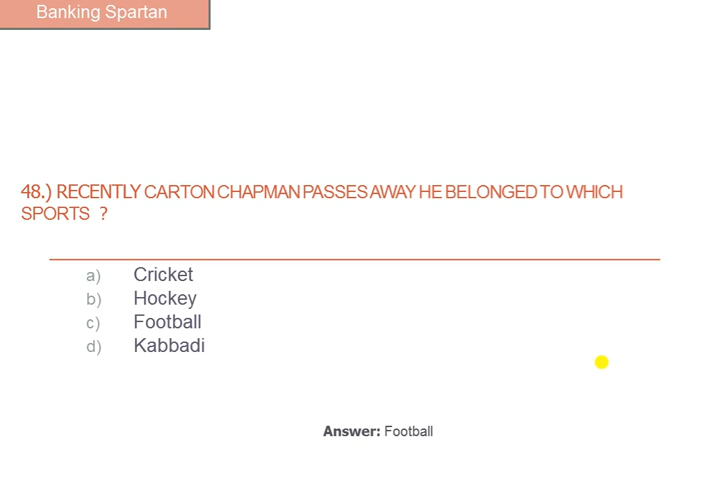 Banking Spartan
48.) RECENTLY CARTON CHAPMAN PASSES AWAY HE BELONGED TO WHICH
SPORTS ?
a) Cricket
b) Hockey
c) Football
d) Kabbadi
Answer: Football